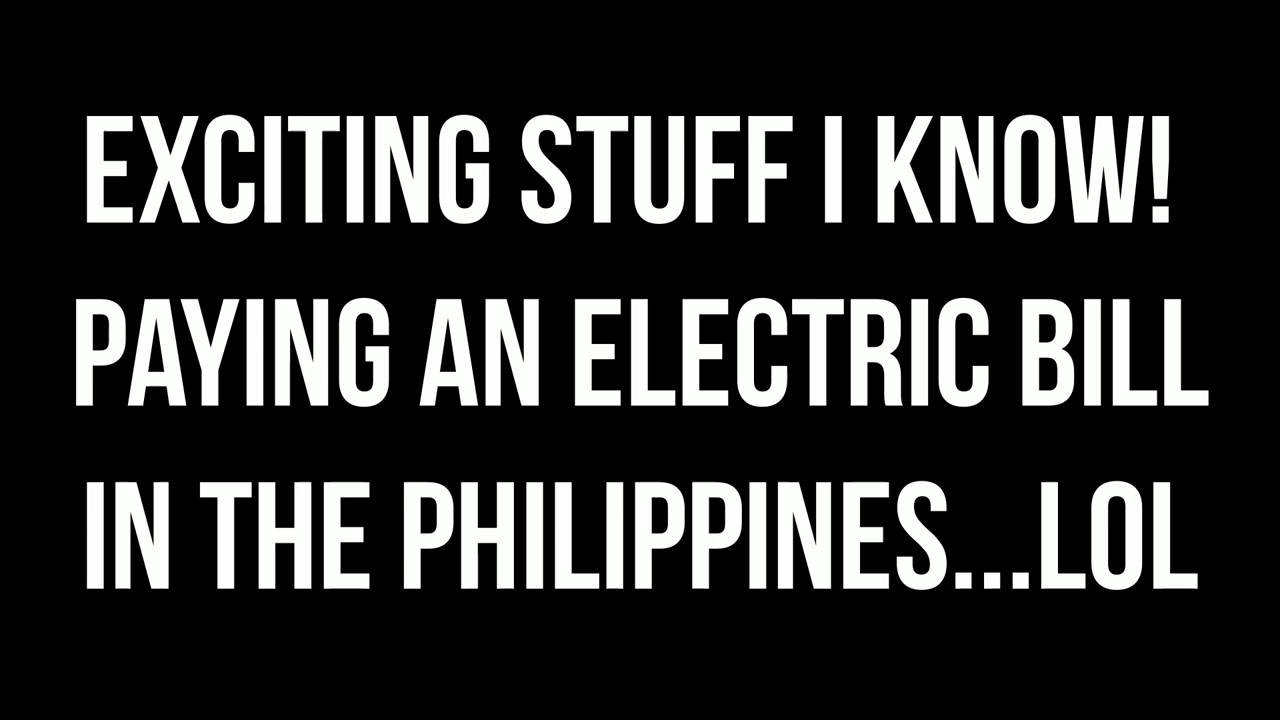 EXCITING STUFF I KNOW!
PAYING AN ELECTRIC BILL
IN THE PHILIPPINES...LOL